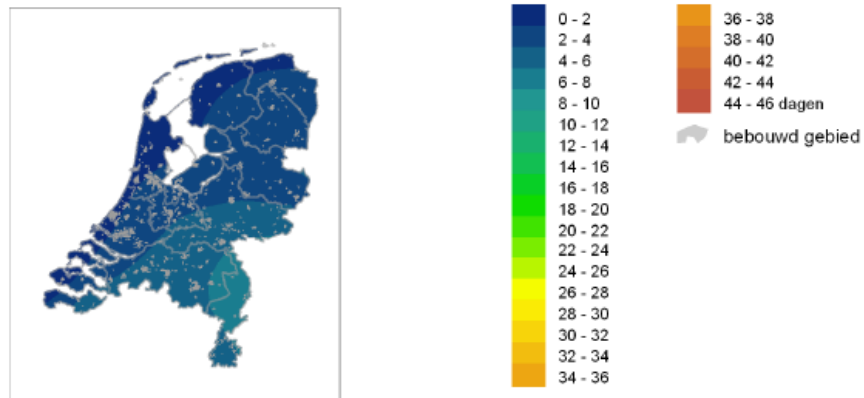 0 - 2
2 - 4
4 - 6
6 - 8
8 - 10
10 - 12
12 - 14
14 - 16
16 - 18
18 - 20
20 - 22
22 - 24
24 - 26
26 - 28
28 - 30
30 - 32
32 - 34
34 - 36
36 - 38
38 - 40
40 - 42
42 - 44
44 - 46 dagen
bebouwd gebied